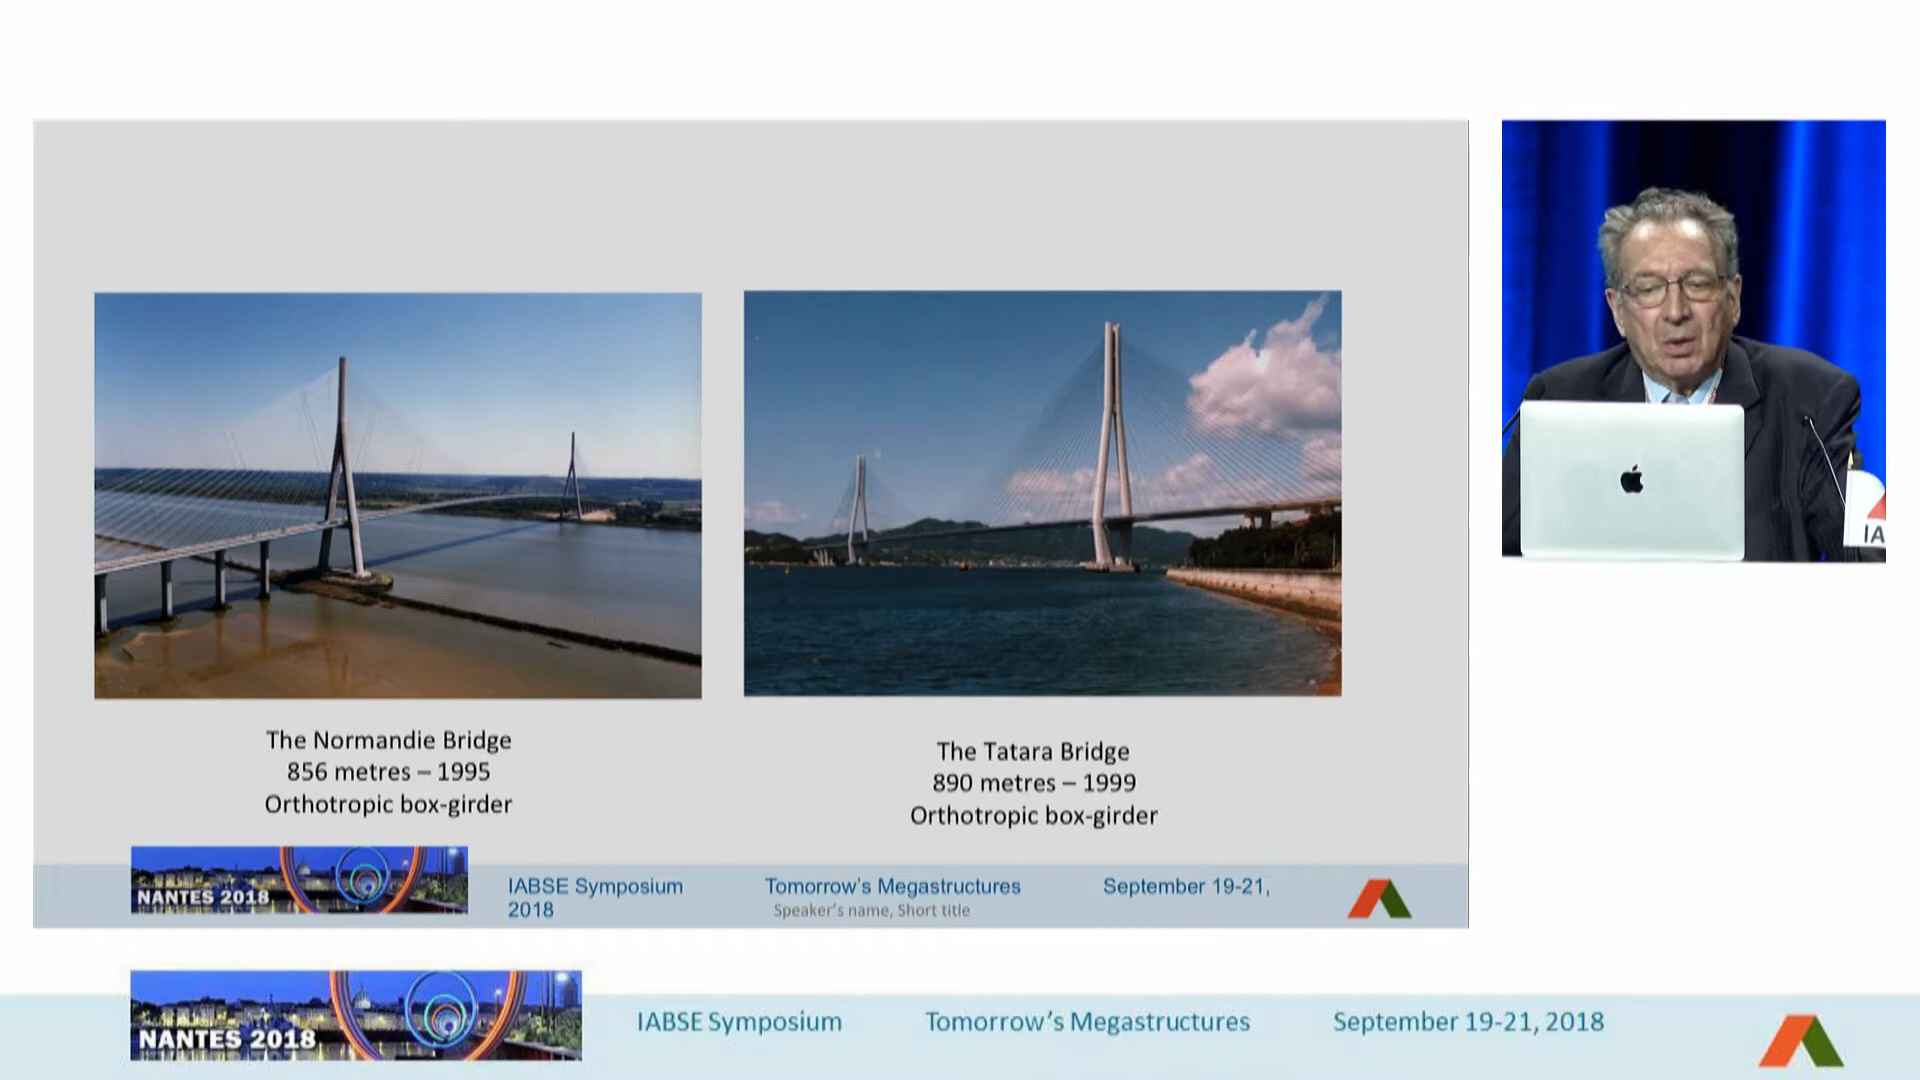 The Normandie Bridge
856 metres – 1995
Orthotropic box-girder
The Tatara Bridge
890 metres – 1999
Orthotropic box-girder
NANTES 2018
IABSE Symposium Tomorrow's Megastructures September 19-21,
2018 Speaker's name, Short title
IA
NANTES 2018
IABSE Symposium Tomorrow's Megastructures September 19-21, 2018